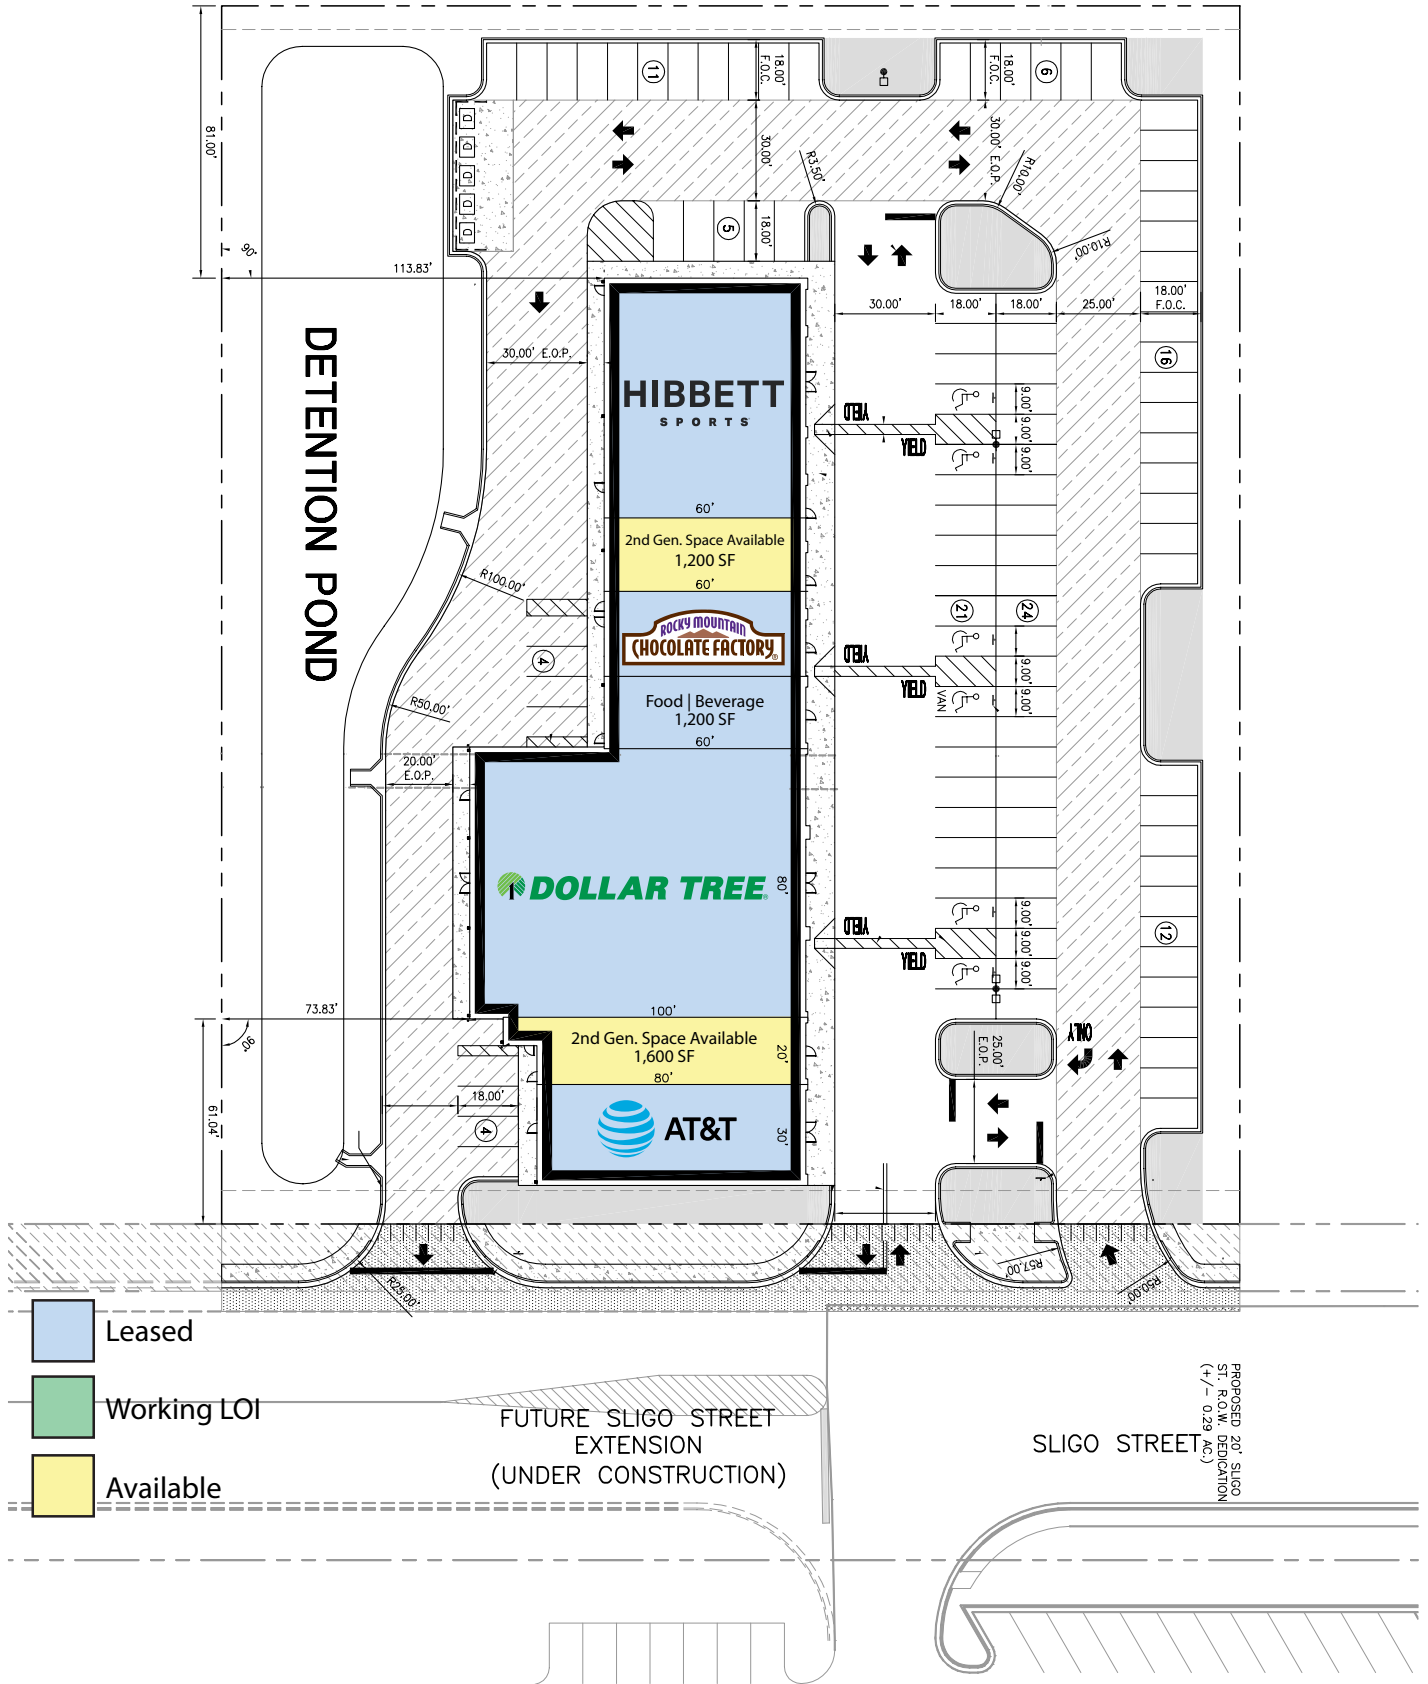 11
18.00'
F.O.C.
6
18.00'
F.O.C.
D
D
D
D
D
30.00'
30.00' E.O.P.
R3.50'
R10.00'
R10.00'
81.00'
5
18.00'
90°
113.83'
30.00'
18.00'
18.00'
25.00'
18.00'
F.O.C.
30.00' E.O.P.
DETENTION POND
HIBBETT
SPORTS
YIELD
YIELD
9.00'
9.00'
9.00'
16
60'
2nd Gen. Space Available
1,200 SF
60'
R100.00'
21
24
ROCKY MOUNTAIN
CHOCOLATE FACTORY®
4
YIELD
YIELD
VAN
9.00'
9.00'
Food | Beverage
1,200 SF
60'
R50.00'
20.00'
E.O.P.
DOLLAR TREE
80'
YIELD
YIELD
9.00'
9.00'
9.00'
12
73.83'
100'
2nd Gen. Space Available
1,600 SF
20'
80'
25.00'
E.O.P.
ONLY
90°
61.04'
18.00'
4
AT&T
30'
R25.00'
R57.00'
R50.00'
Leased
Working LOI
Available
FUTURE SLIGO STREET
EXTENSION
(UNDER CONSTRUCTION)
SLIGO STREET
PROPOSED 20' SLIGO
ST. R.O.W. DEDICATION
(+/- 0.29 AC.)